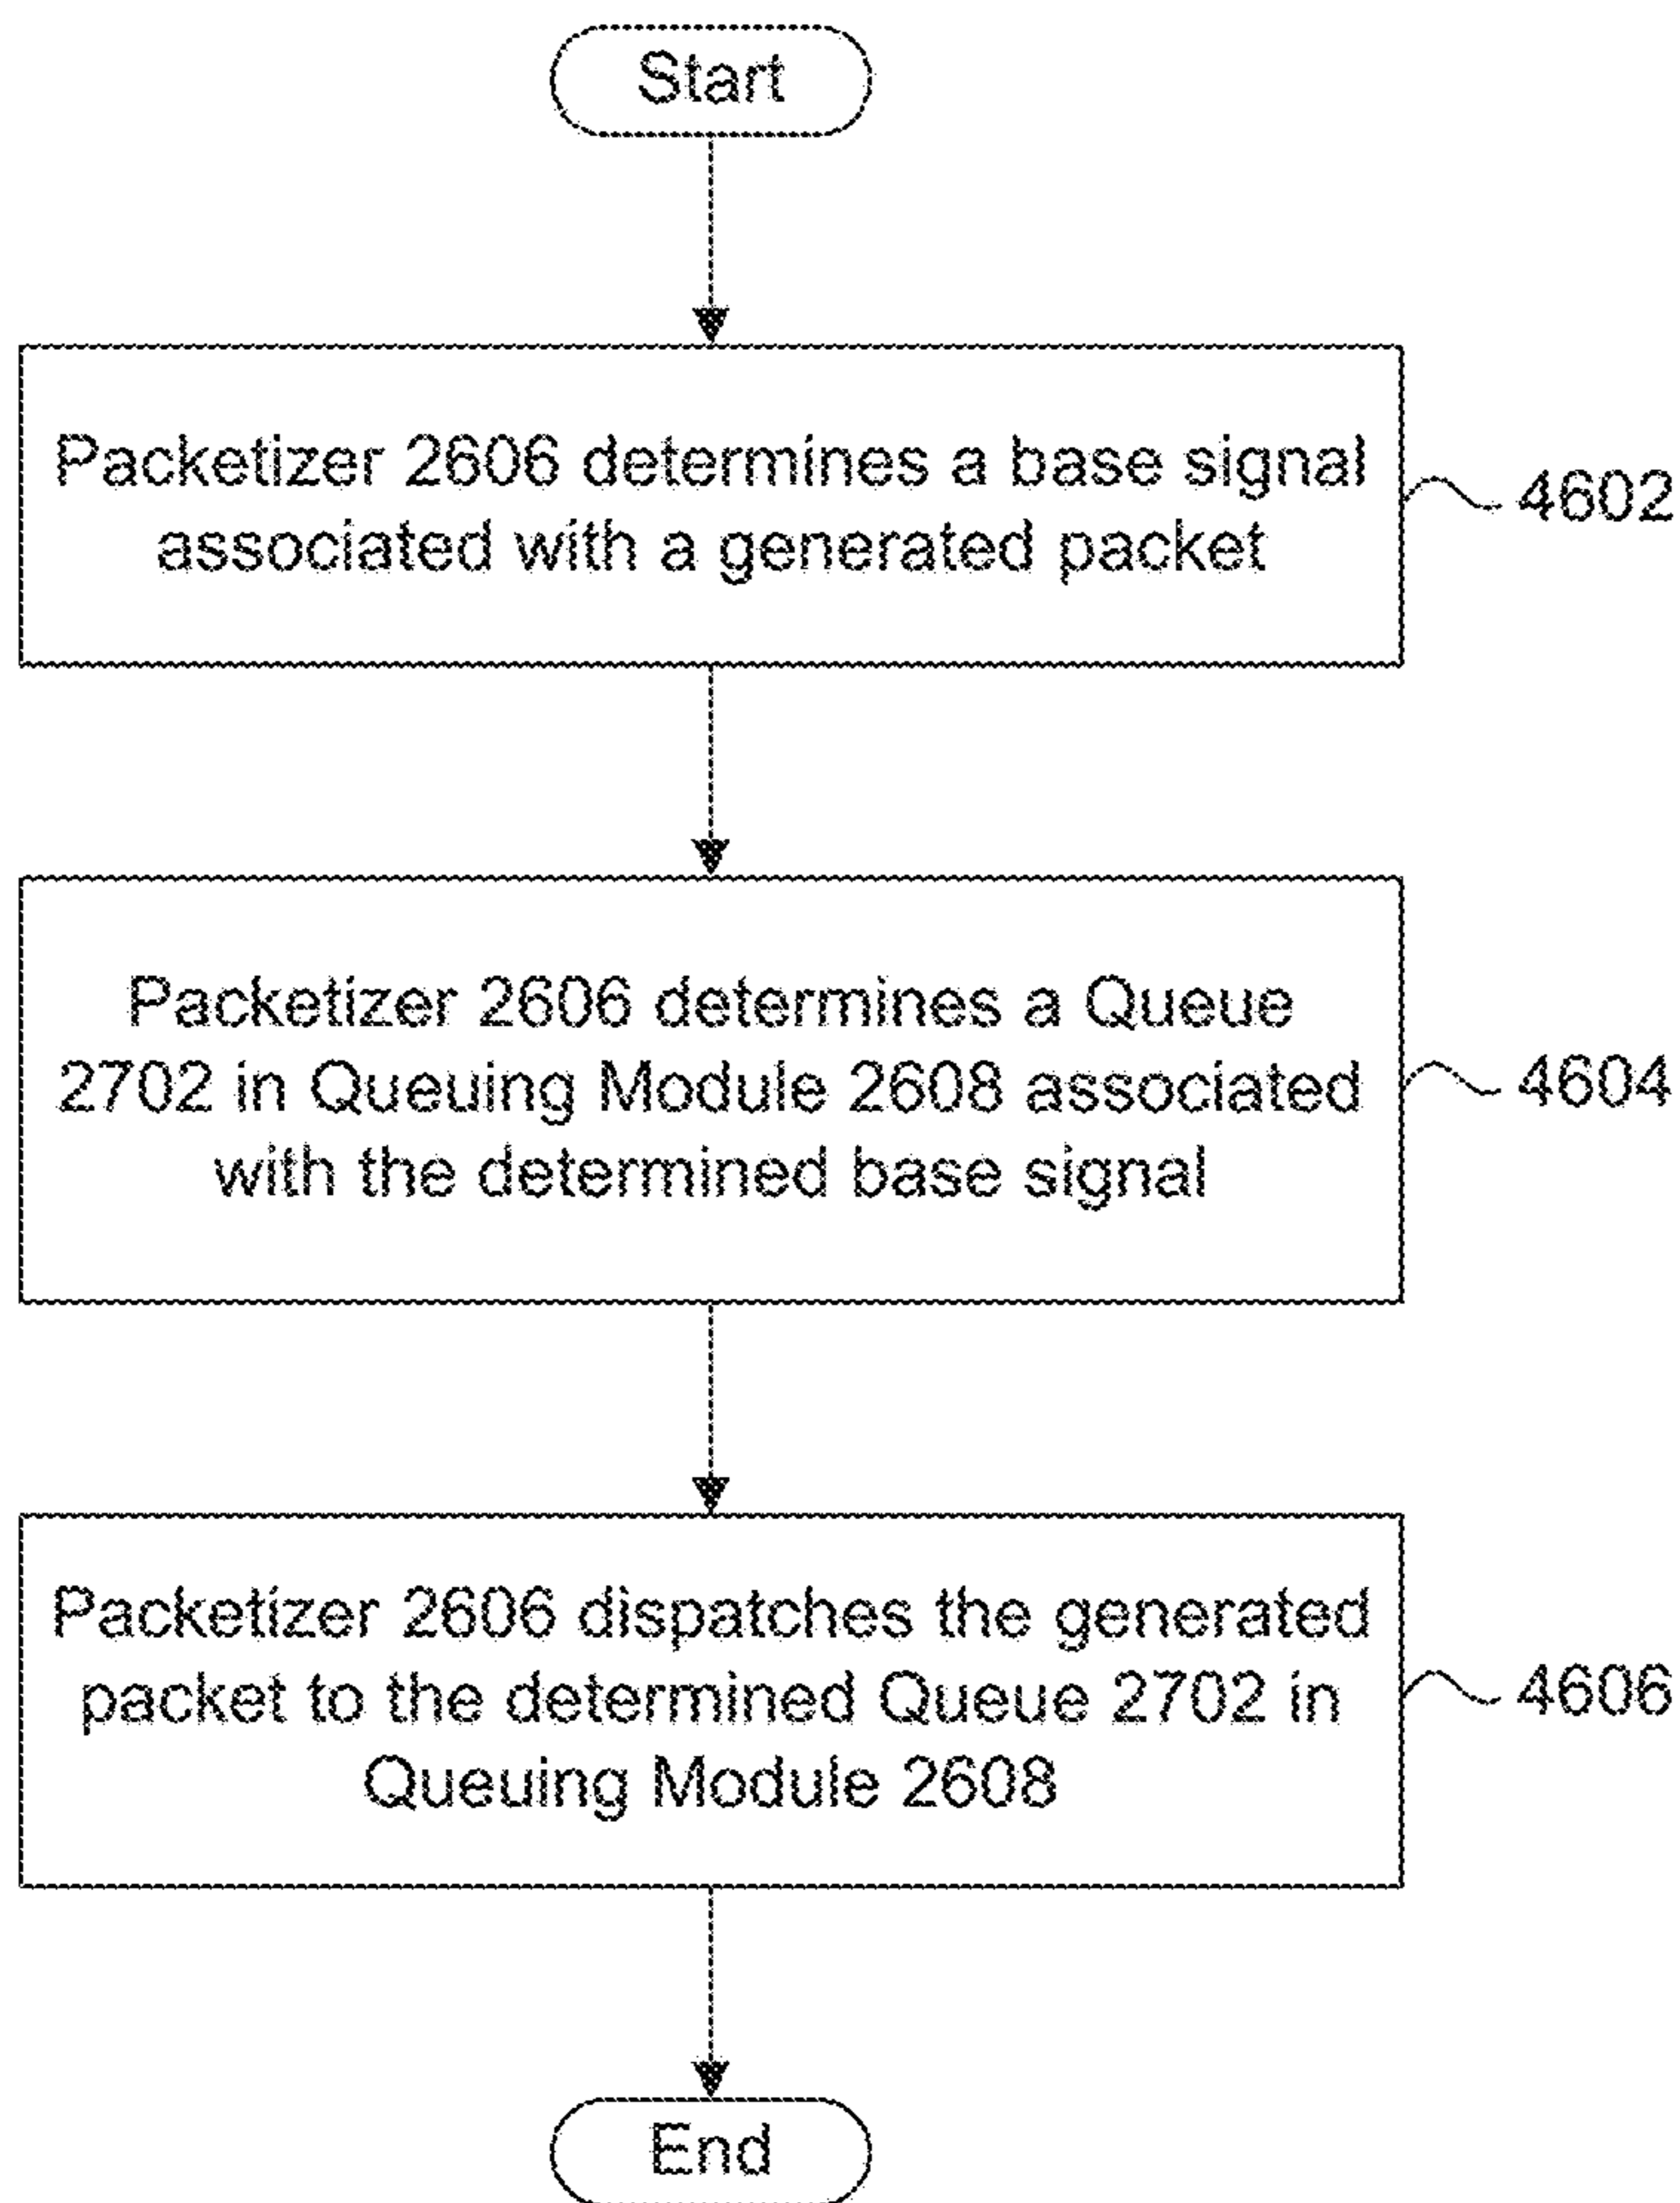 Start
Packetizer 2606 determines a base signal
associated with a generated packet
4602
Packetizer 2606 determines a Queue
2702 in Queuing Module 2608 associated
with the determined base signal
4604
Packetizer 2606 dispatches the generated
packet to the determined Queue 2702 in
Queuing Module 2608
4606
End